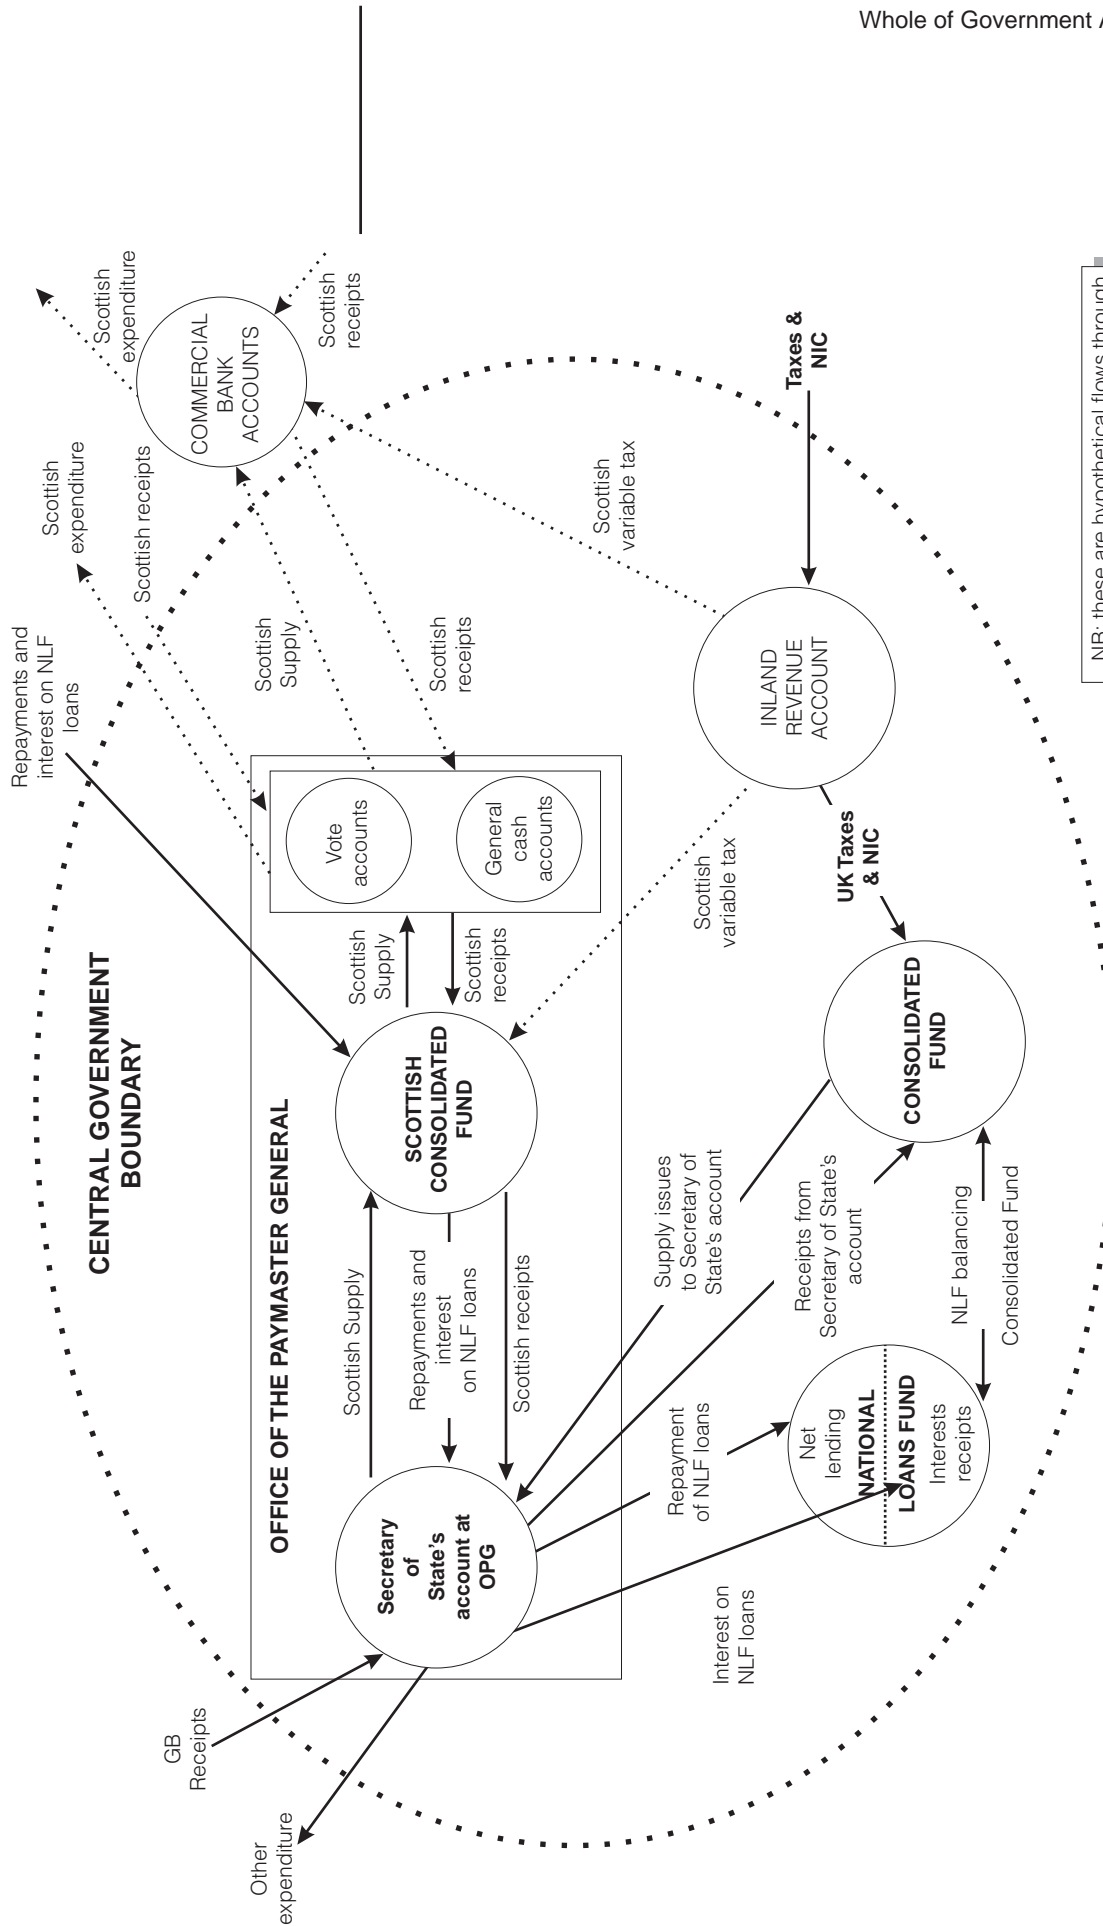 Whole of Government A
CENTRAL GOVERNMENT
BOUNDARY
OFFICE OF THE PAYMASTER GENERAL
Other
expenditure
GB
Receipts
Secretary
of
State's
account at
OPG
Scottish Supply
Repayments and
interest
on NLF loans
Scottish receipts
SCOTTISH
CONSOLIDATED
FUND
Scottish
Supply
Scottish
receipts
Vote
accounts
General
cash
accounts
Repayments and
interest on NLF
loans
Scottish
expenditure
Scottish receipts
Scottish
Supply
Scottish
receipts
Scottish
expenditure
COMMERCIAL
BANK
ACCOUNTS
Scottish
receipts
Scottish
variable tax
Scottish
variable tax
Taxes &
NIC
INLAND
REVENUE
ACCOUNT
UK Taxes
& NIC
CONSOLIDATED
FUND
Supply issues
to Secretary of
State's account
Receipts from
Secretary of State's
account
Repayment
of NLF loans
Interest on
NLF loans
Net
lending
NATIONAL
LOANS FUND
Interests
receipts
NLF balancing
Consolidated Fund
NB: these are hypothetical flows through